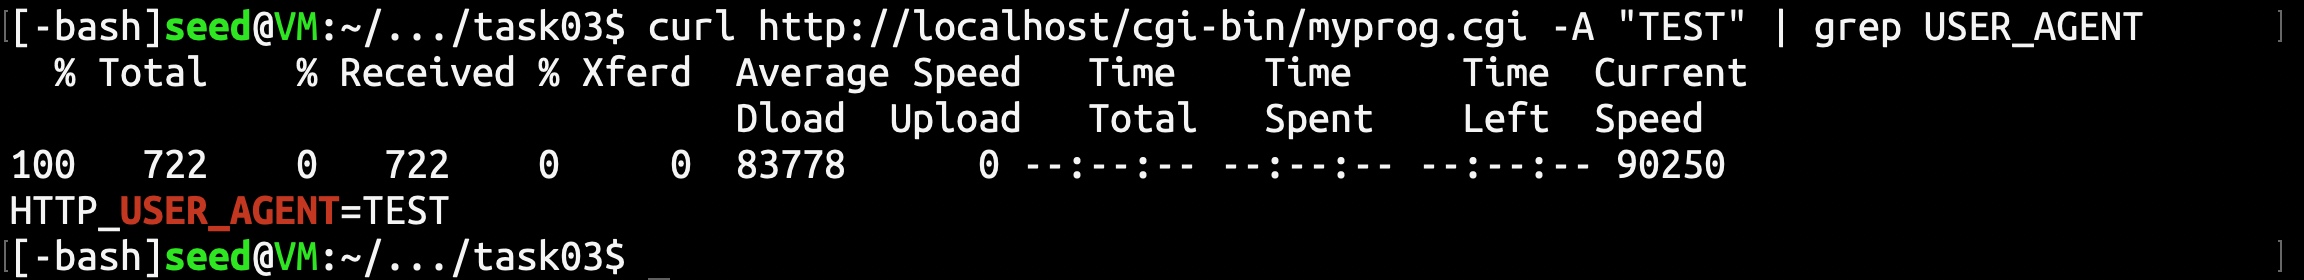 [-bash]seed@VM:~/.../task03$ curl http://localhost/cgi-bin/myprog.cgi -A "TEST" | grep USER_AGENT
  % Total    % Received % Xferd  Average Speed   Time    Time     Time  Current
                                 Dload  Upload   Total   Spent    Left  Speed
100   722    0   722    0     0  83778      0 --:--:-- --:--:-- --:--:-- 90250
HTTP_USER_AGENT=TEST
[-bash]seed@VM:~/.../task03$